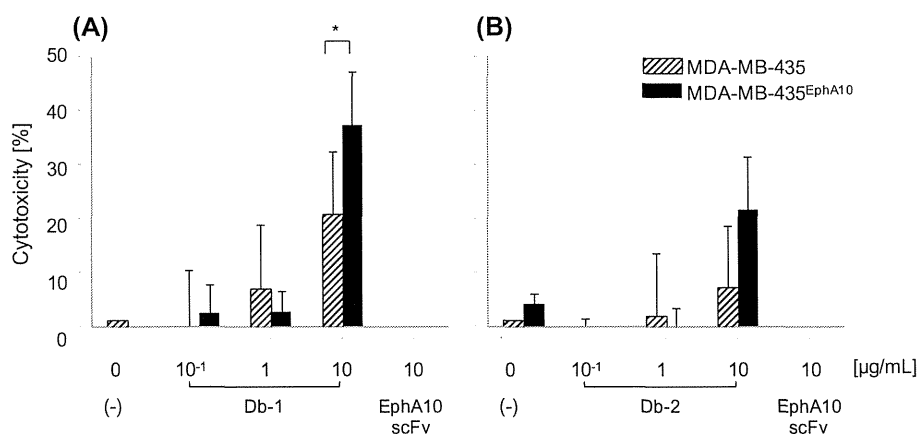 (A)
*
50
40
30
20
10
0
Cytotoxicity [%]
0
10-1
1
10
10
(-)
Db-1
EphA10
scFv
(B)
MDA-MB-435
MDA-MB-435EphA10
0
10-1
1
10
10
[μg/mL]
(-)
Db-2
EphA10
scFv